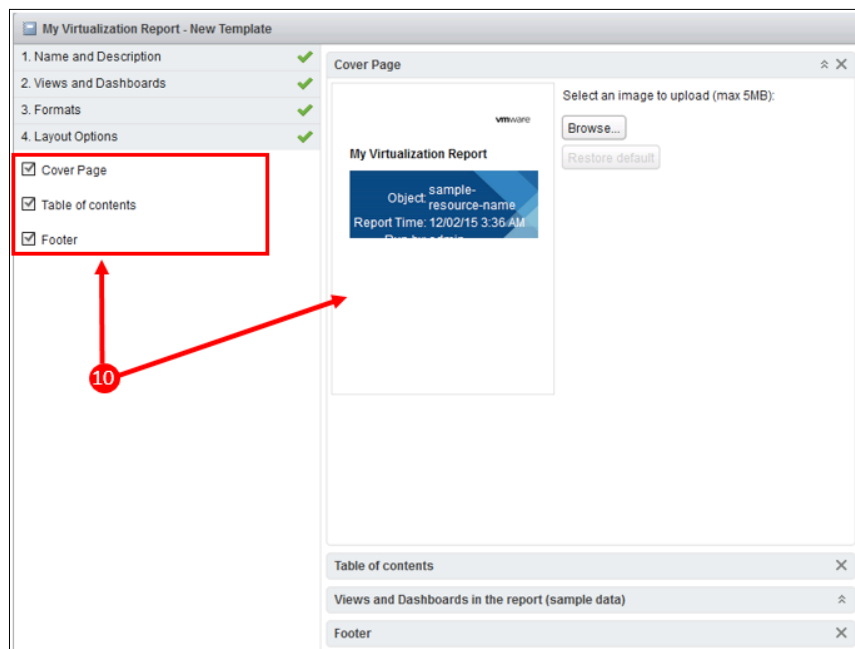 My Virtualization Report - New Template
1. Name and Description
2. Views and Dashboards
3. Formats
4. Layout Options
Cover Page
Table of contents
Footer
10
Cover Page
vmware
My Virtualization Report
Object: sample-
resource-name
Report Time: 12/02/15 3:36 AM
Run by admin
Select an image to upload (max 5MB):
Browse...
Restore default
Table of contents
Views and Dashboards in the report (sample data)
Footer